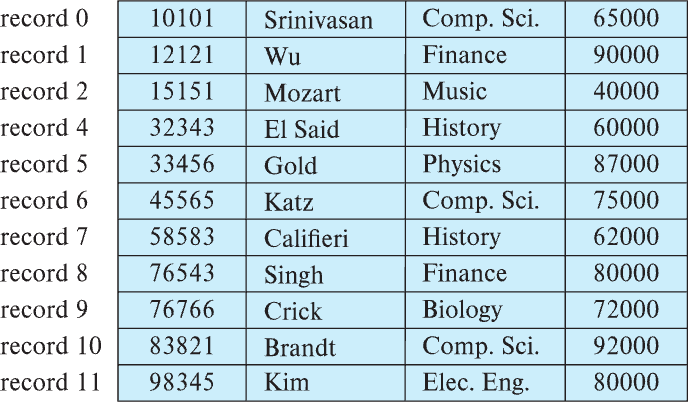 record 0 10101 Srinivasan Comp. Sci. 65000
record 1 12121 Wu Finance 90000
record 2 15151 Mozart Music 40000
record 4 32343 El Said History 60000
record 5 33456 Gold Physics 87000
record 6 45565 Katz Comp. Sci. 75000
record 7 58583 Califieri History 62000
record 8 76543 Singh Finance 80000
record 9 76766 Crick Biology 72000
record 10 83821 Brandt Comp. Sci. 92000
record 11 98345 Kim Elec. Eng. 80000